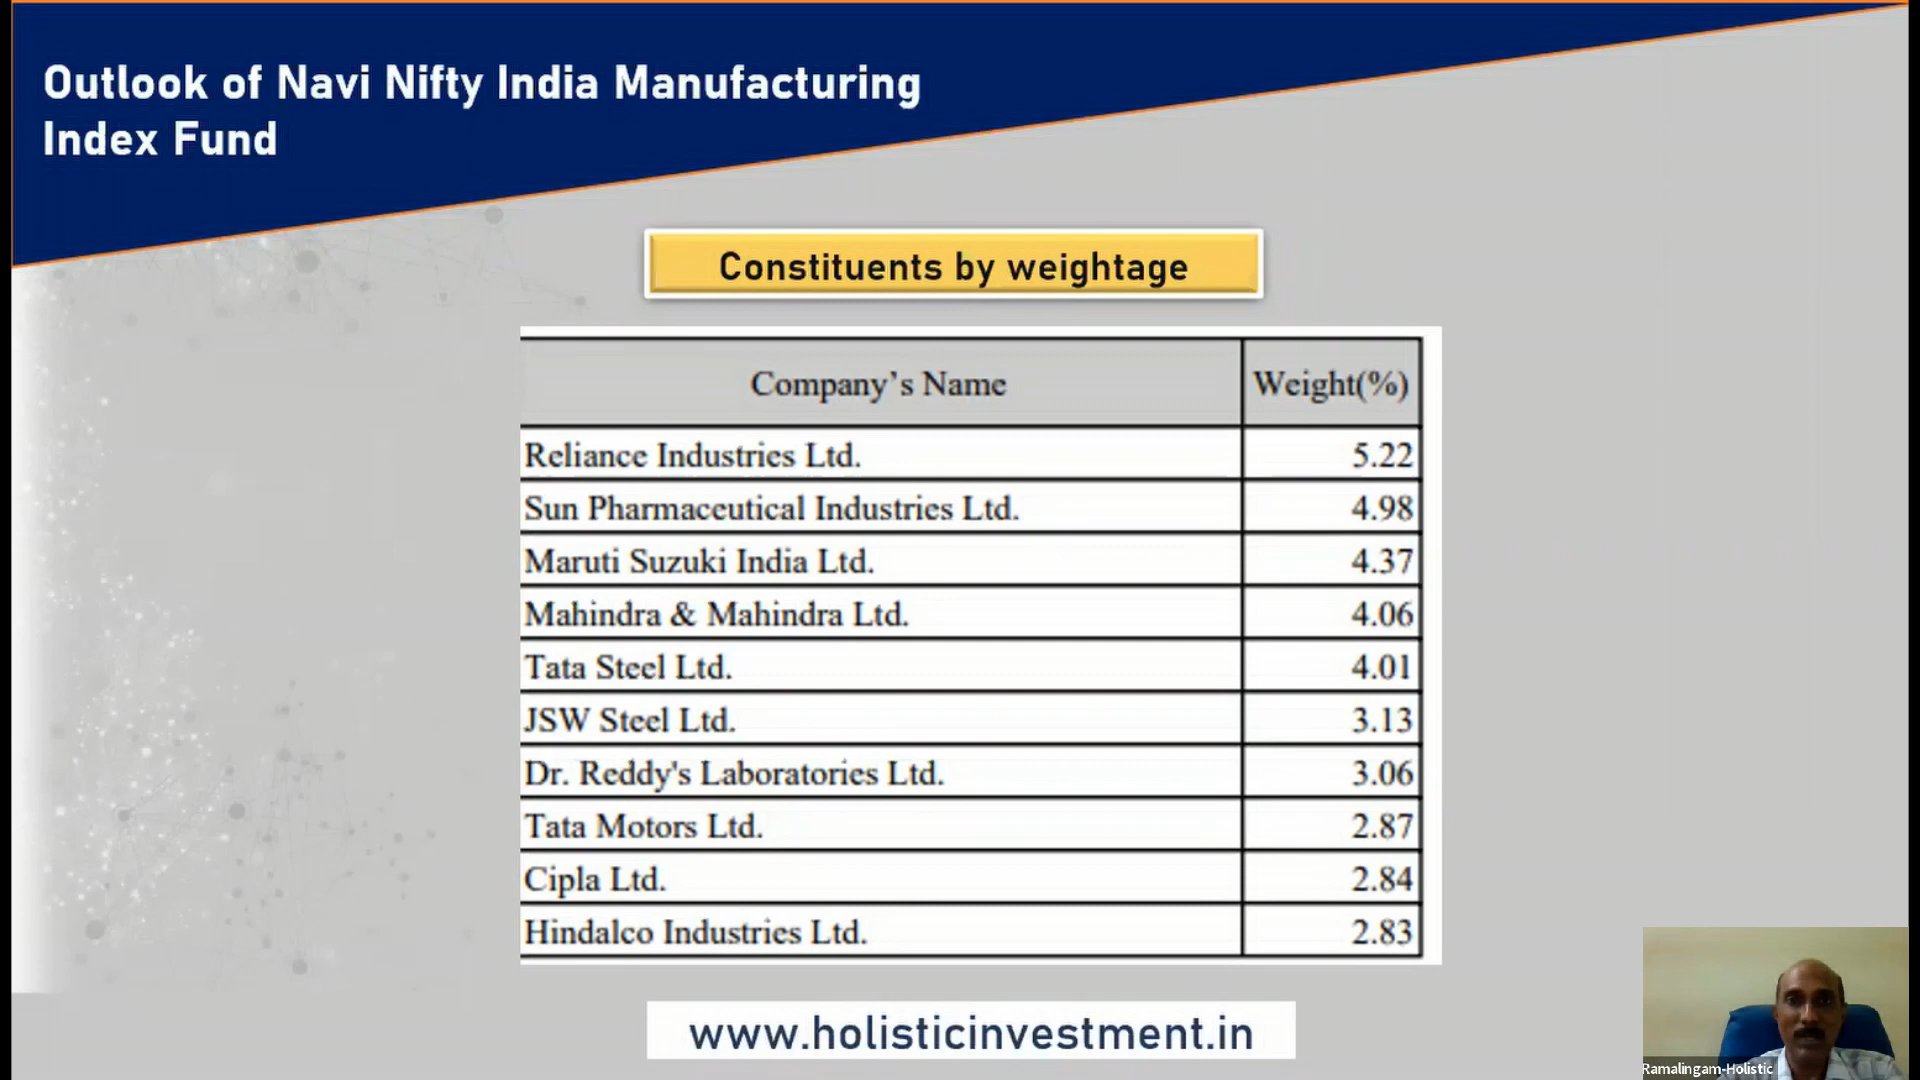 Outlook of Navi Nifty India Manufacturing
Index Fund
Constituents by weightage
Company’s Name Weight(%)
Reliance Industries Ltd. 5.22
Sun Pharmaceutical Industries Ltd. 4.98
Maruti Suzuki India Ltd. 4.37
Mahindra & Mahindra Ltd. 4.06
Tata Steel Ltd. 4.01
JSW Steel Ltd. 3.13
Dr. Reddy's Laboratories Ltd. 3.06
Tata Motors Ltd. 2.87
Cipla Ltd. 2.84
Hindalco Industries Ltd. 2.83
www.holisticinvestment.in
Ramalingam-Holistic